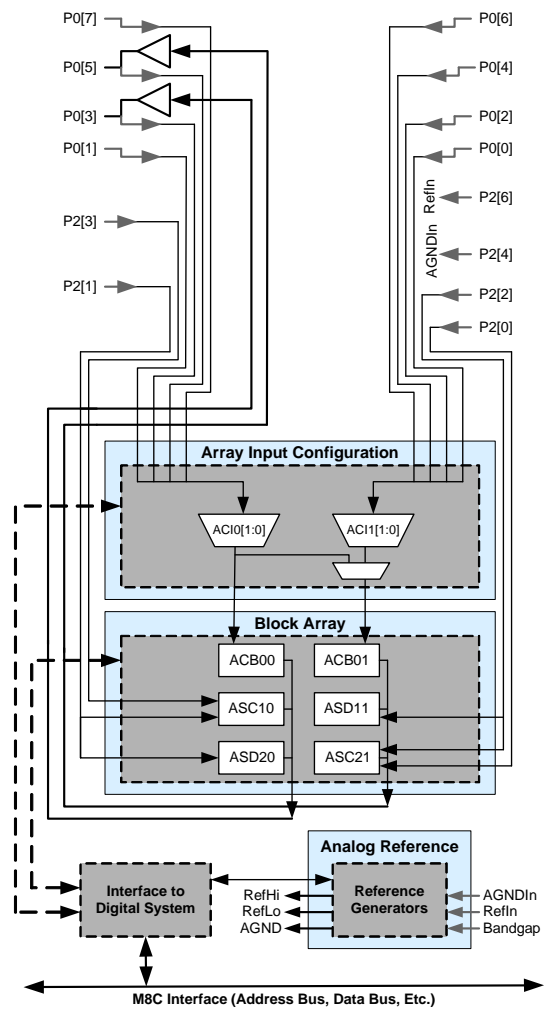 P0[7]
P0[6]
P0[5]
P0[4]
P0[3]
P0[2]
P0[1]
P0[0]
RefIn
P2[6]
P2[3]
AGNDIn
P2[4]
P2[1]
P2[2]
P2[0]
Array Input Configuration
ACI0[1:0]
ACI1[1:0]
Block Array
ACB00
ACB01
ASC10
ASD11
ASD20
ASC21
Analog Reference
Interface to
Digital System
RefHi
RefLo
AGND
Reference
Generators
AGNDIn
RefIn
Bandgap
M8C Interface (Address Bus, Data Bus, Etc.)